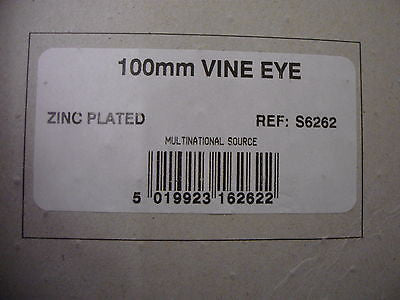 100mm VINE EYE
ZINC PLATED REF: S6262
MULTINATIONAL SOURCE
5 019923 162622